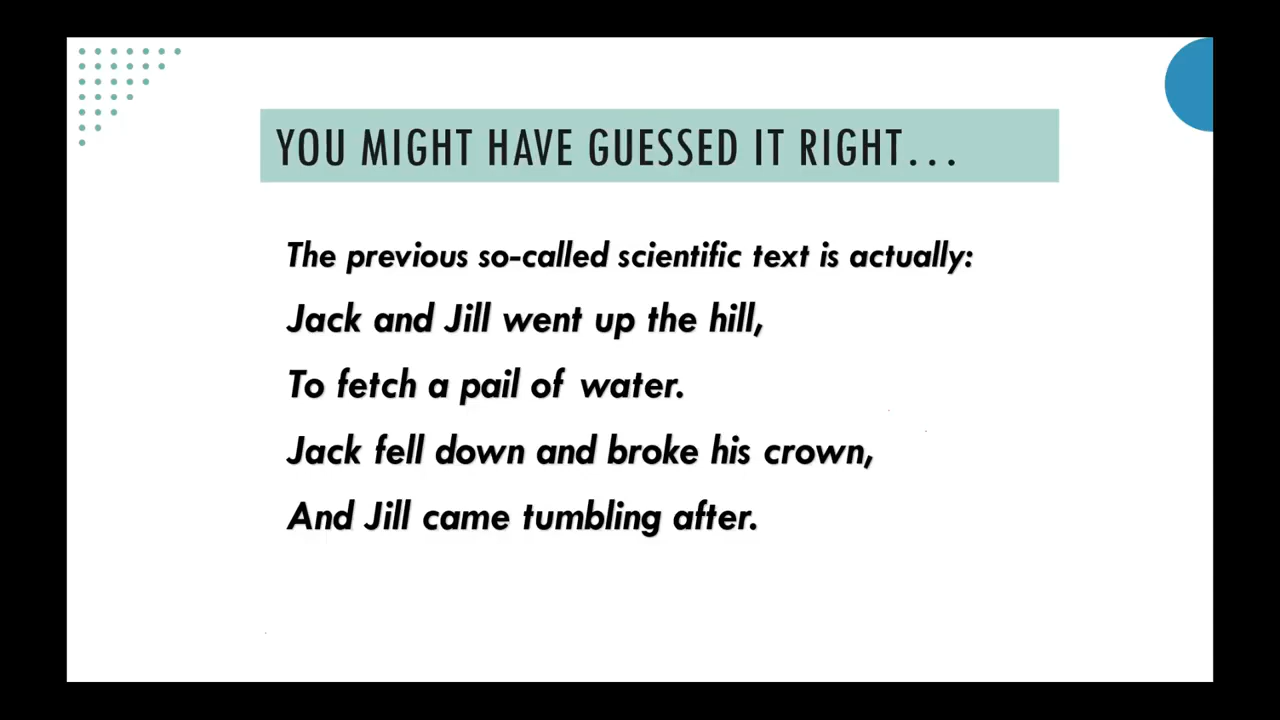 YOU MIGHT HAVE GUESSED IT RIGHT...
The previous so-called scientific text is actually:
Jack and Jill went up the hill,
To fetch a pail of water.
Jack fell down and broke his crown,
And Jill came tumbling after.